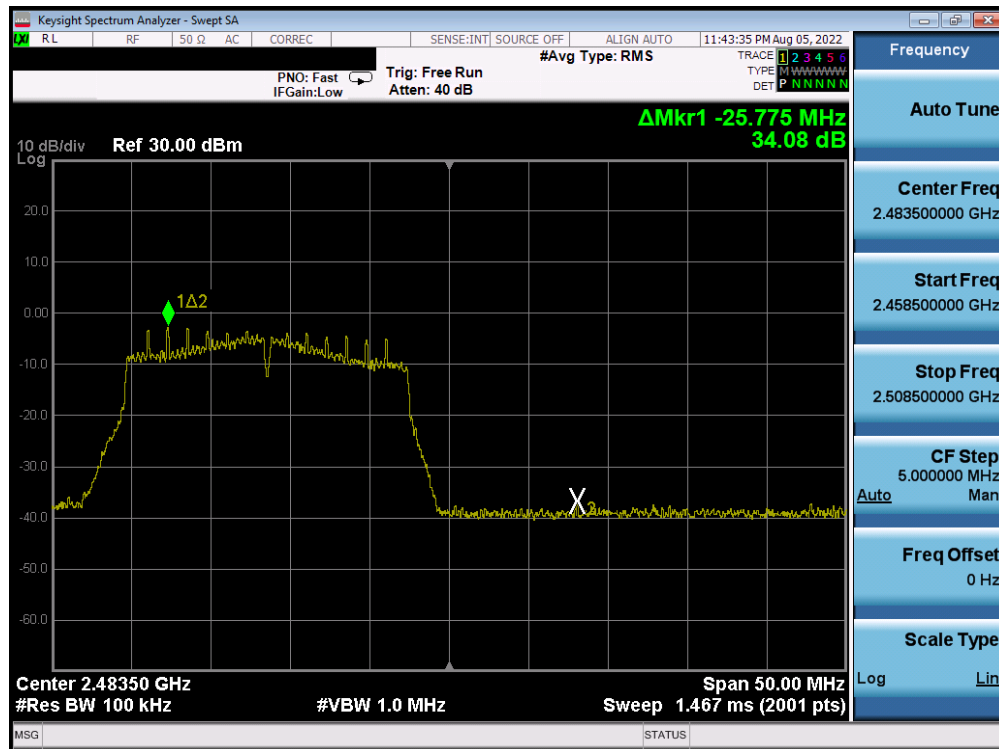 Keysight Spectrum Analyzer - Swept SA
LXI RL RF 50 Ω AC CORREC SENSE:INT SOURCE OFF ALIGN AUTO 11:43:35 PM Aug 05, 2022
#Avg Type: RMS
TRACE 1 2 3 4 5 6
PNO: Fast Trig: Free Run TYPE M WWWWW
IFGain:Low Atten: 40 dB DET P N N N N N
ΔMkr1 -25.775 MHz
34.08 dB
10 dB/div Ref 30.00 dBm
Log
20.0
10.0
1Δ2
0.00
-10.0
-20.0
-30.0
X2
-40.0
-50.0
-60.0
Center 2.48350 GHz Span 50.00 MHz
#Res BW 100 kHz #VBW 1.0 MHz Sweep 1.467 ms (2001 pts)
MSG STATUS
Frequency
Auto Tune
Center Freq
2.483500000 GHz
Start Freq
2.458500000 GHz
Stop Freq
2.508500000 GHz
CF Step
5.000000 MHz
Auto Man
Freq Offset
0 Hz
Scale Type
Log Lin